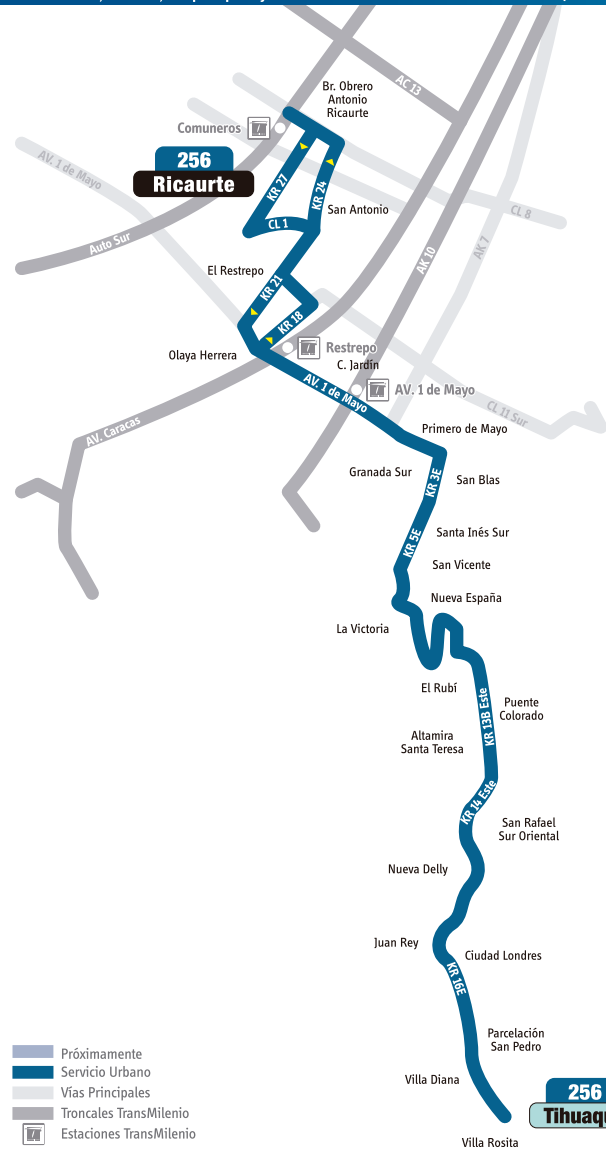 AC 13
Br. Obrero
Antonio
Ricaurte
Comuneros
256
Ricaurte
AV. 1 de Mayo
KR 27
KR 24
San Antonio
CL 8
CL 1
Auto Sur
AK 10
AK 7
El Restrepo
KR 21
KR 18
Restrepo
Olaya Herrera
C. Jardín
AV. 1 de Mayo
AV. 1 de Mayo
CL 11 Sur
AV. Caracas
Primero de Mayo
Granada Sur
KR 3E
San Blas
Santa Inés Sur
KR 5E
San Vicente
Nueva España
La Victoria
El Rubí
KR 13B Este
Puente
Colorado
Altamira
Santa Teresa
KR 14 Este
San Rafael
Sur Oriental
Nueva Delly
Juan Rey
Ciudad Londres
KR 16E
Parcelación
San Pedro
Villa Diana
256
Villa Rosita
Próximamente
Servicio Urbano
Vías Principales
Troncales TransMilenio
Estaciones TransMilenio